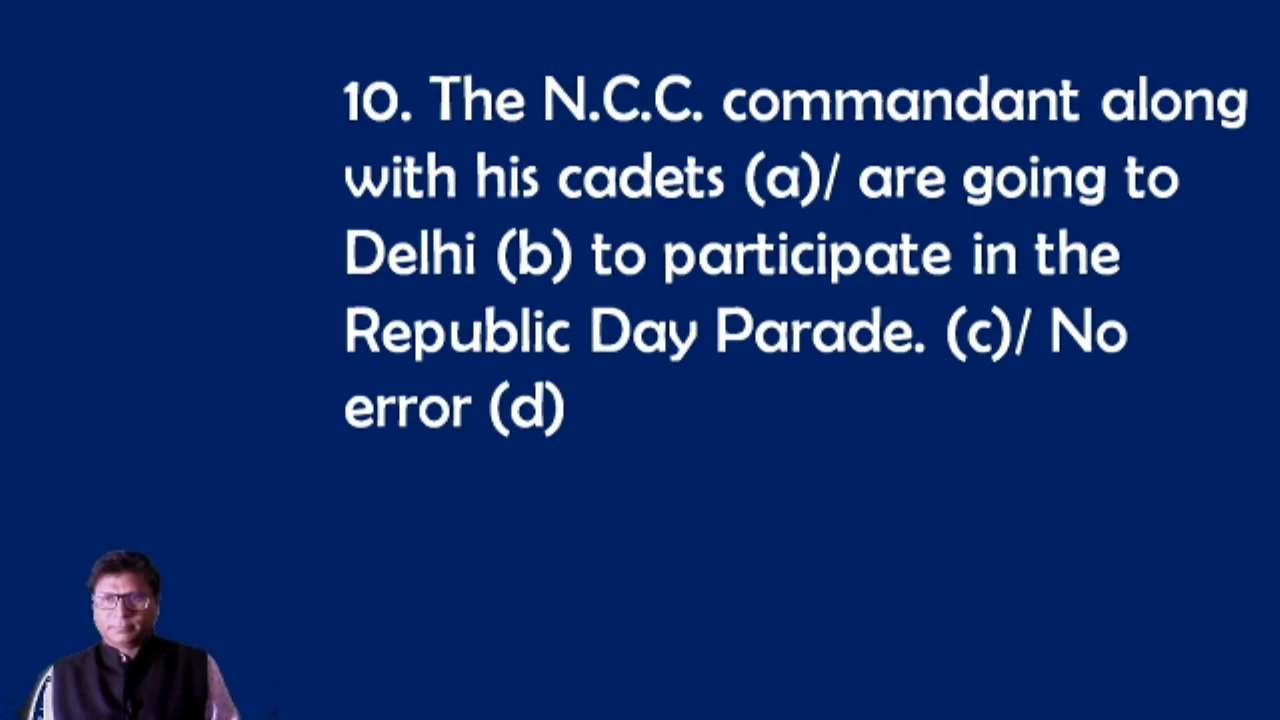 10. The N.C.C. commandant along
with his cadets (a)/ are going to
Delhi (b) to participate in the
Republic Day Parade. (c)/ No
error (d)